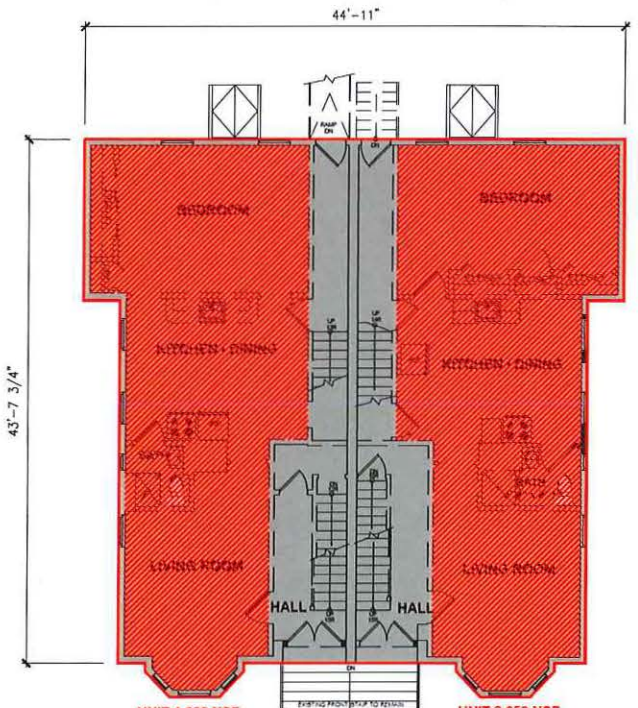 44'-11"
RAMP
DN
DN
BEDROOM
BEDROOM
43'-7 3/4"
KITCHEN + DINING
KITCHEN + DINING
BATH
LIVING ROOM
LIVING ROOM
HALL
HALL
DN
EXISTING FRONT STAIR TO REMAIN